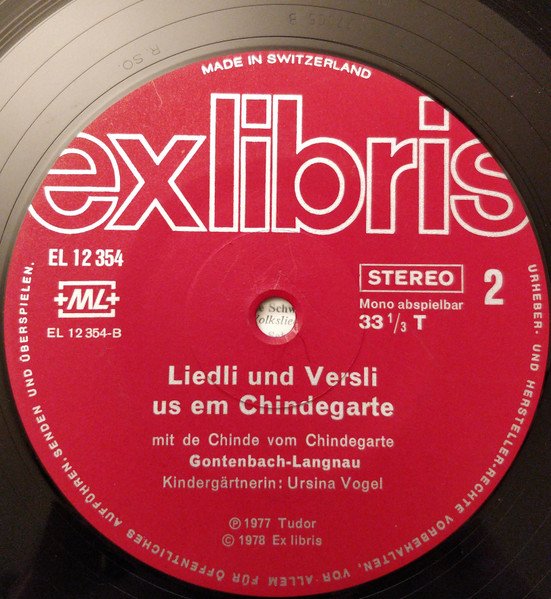 MADE IN SWITZERLAND
exlibris
EL 12 354
+ML+
EL 12 354-B
STEREO
2
Mono abspielbar
33 1/3 T
Liedli und Versli
us em Chindegarte
mit de Chinde vom Chindegarte
Gontenbach-Langnau
Kindergärtnerin: Ursina Vogel
℗ 1977 Tudor
© 1978 Ex libris
URHEBER- UND HERSTELLER-RECHTE VORBEHALTEN, VOR ALLEM FÜR ÖFFENTLICHES AUFFÜHREN, SENDEN UND ÜBERSPIELEN.
R. SO.
Volkslie